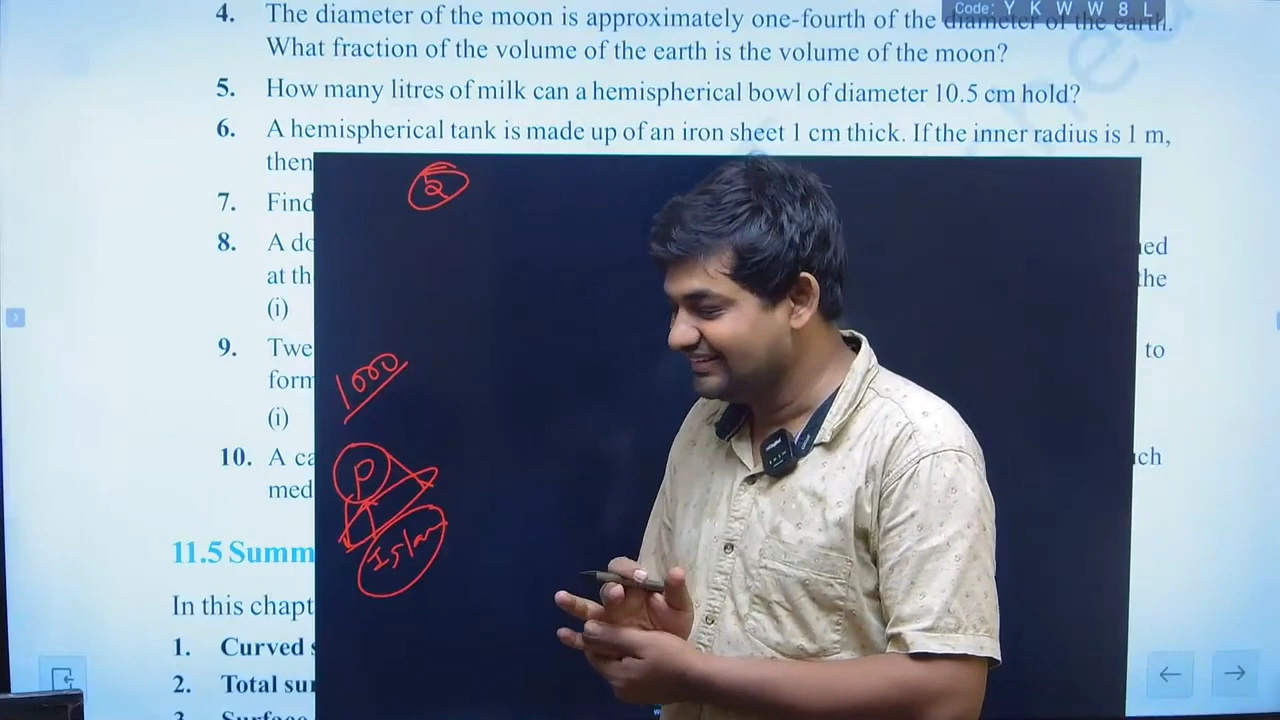 Code: Y K W W 8 L
4. The diameter of the moon is approximately one-fourth of the diameter of the earth.
What fraction of the volume of the earth is the volume of the moon?
5. How many litres of milk can a hemispherical bowl of diameter 10.5 cm hold?
6. A hemispherical tank is made up of an iron sheet 1 cm thick. If the inner radius is 1 m,
then
7. Find
8. A do ned
at th the
(i)
9. Twe to
form
(i)
10. A ca uch
med
1000
P
11.5 Summ
In this chapt
1. Curved s
2. Total sur
3. Surface